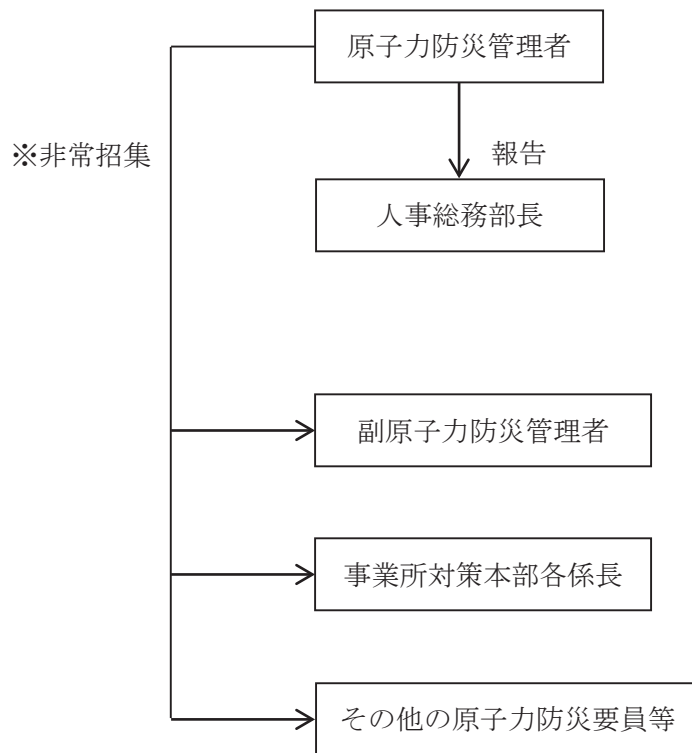 原子力防災管理者
※非常招集
報告
人事総務部長
副原子力防災管理者
事業所対策本部各係長
その他の原子力防災要員等